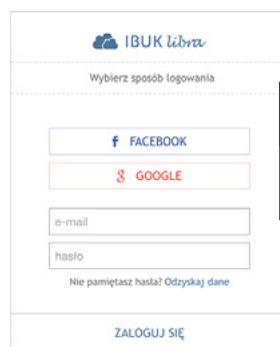 IBUK libra
Wybierz sposób logowania
f FACEBOOK
g GOOGLE
e-mail
hasło
Nie pamiętasz hasła? Odzyskaj dane
ZALOGUJ SIĘ